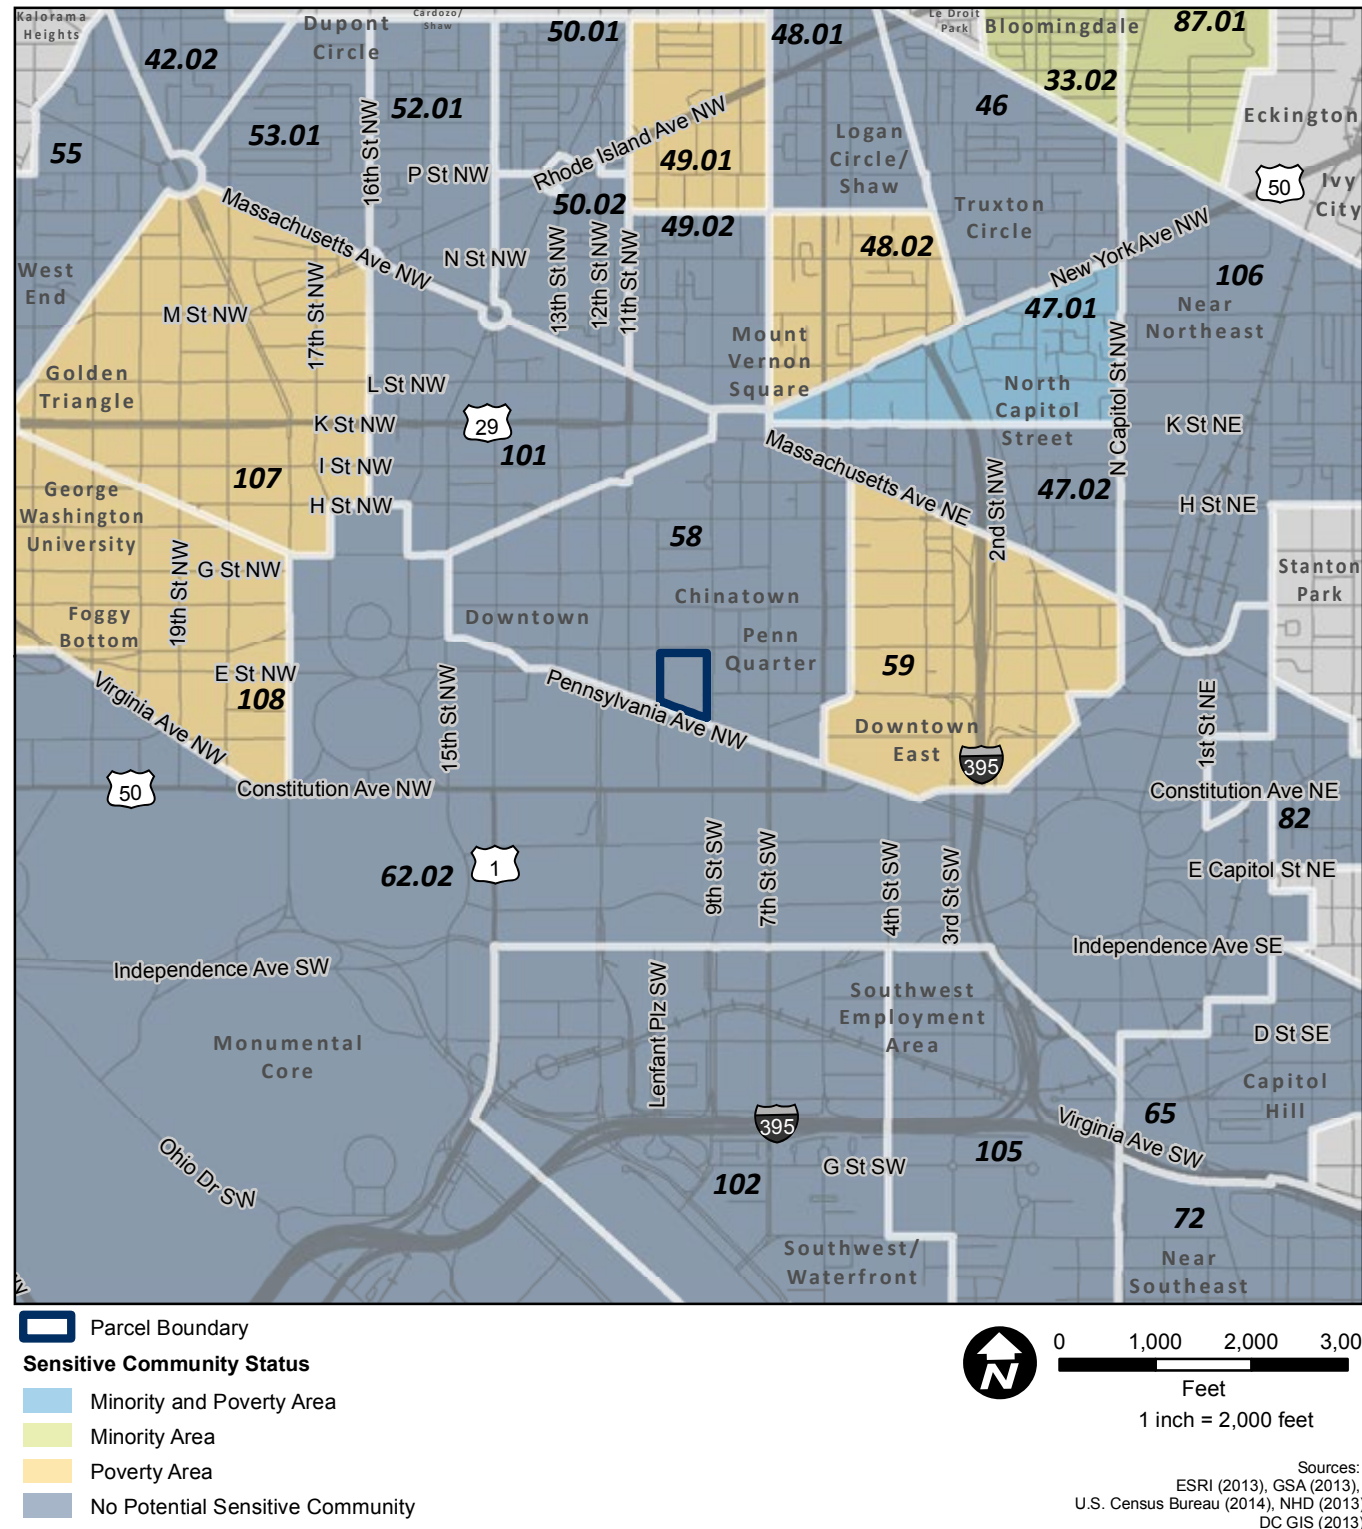 Kalorama
Heights
42.02
Dupont
Circle
Cardozo/
Shaw
50.01
48.01
Le Droit
Park
Bloomingdale
87.01
33.02
46
Eckington
55
53.01
16th St NW
52.01
P St NW
Rhode Island Ave NW
49.01
Logan
Circle/
Shaw
50
Ivy
City
50.02
49.02
Truxton
Circle
Massachusetts Ave NW
N St NW
13th St NW
12th St NW
11th St NW
48.02
New York Ave NW
106
West
End
M St NW
17th St NW
47.01
Near
Northeast
Mount
Vernon
Square
Golden
Triangle
L St NW
North
Capitol
Street
N Capitol St NW
K St NW
29
K St NE
101
I St NW
107
Massachusetts Ave NE
47.02
H St NW
H St NE
George
Washington
University
58
2nd St NW
19th St NW
G St NW
Stanton
Park
Foggy
Bottom
Downtown
Chinatown
Penn
Quarter
59
E St NW
108
Virginia Ave NW
15th St NW
Pennsylvania Ave NW
Downtown
East
395
1st St NE
50
Constitution Ave NW
Constitution Ave NE
82
62.02
1
9th St SW
7th St SW
4th St SW
3rd St SW
E Capitol St NE
Independence Ave SW
Independence Ave SE
Lenfant Plz SW
Southwest
Employment
Area
Monumental
Core
D St SE
Capitol
Hill
65
395
Virginia Ave SW
Ohio Dr SW
105
G St SW
102
72
Southwest/
Waterfront
Near
Southeast
Parcel Boundary
Sensitive Community Status
Minority and Poverty Area
Minority Area
Poverty Area
No Potential Sensitive Community
N
0 1,000 2,000 3,00
Feet
1 inch = 2,000 feet
Sources:
ESRI (2013), GSA (2013),
U.S. Census Bureau (2014), NHD (2013)
DC GIS (2013)